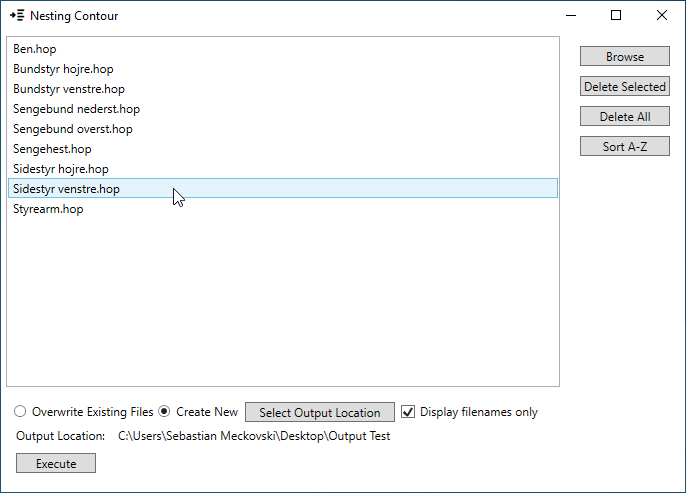 Nesting Contour
Ben.hop
Bundstyr hojre.hop
Bundstyr venstre.hop
Sengebund nederst.hop
Sengebund overst.hop
Sengehest.hop
Sidestyr hojre.hop
Sidestyr venstre.hop
Styrearm.hop
Browse
Delete Selected
Delete All
Sort A-Z
Overwrite Existing Files Create New Select Output Location Display filenames only
Output Location: C:\Users\Sebastian Meckovski\Desktop\Output Test
Execute